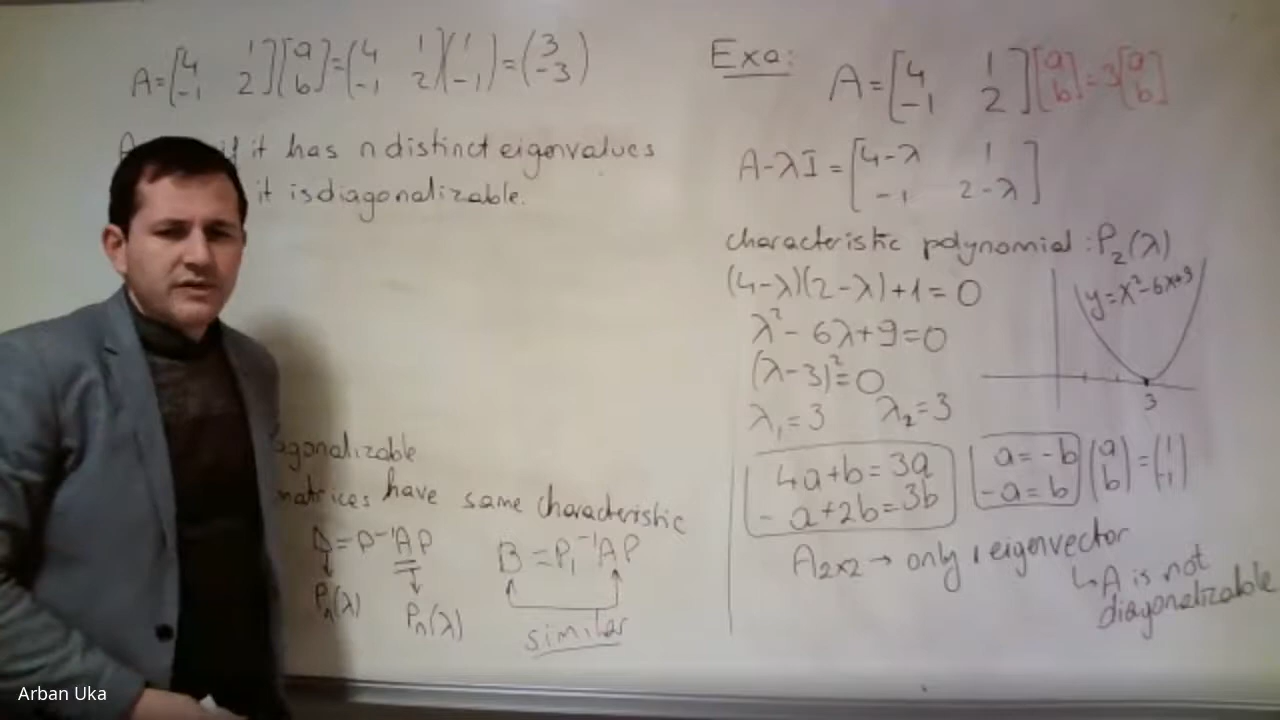 A=[4 1 -1 2][a b]=(4 1 -1 2)(1 -1)=(3 -3)
if it has n distinct eigenvalues
it is diagonalizable.
agonalizable
matrices have same characteristic
D=P⁻¹AP
Pₙ(λ) Pₙ(λ)
B=P₁⁻¹AP
similar
Exa: A=[4 1 -1 2][a b]=3[a b]
A-λI=[4-λ 1 -1 2-λ]
characteristic polynomial: P₂(λ)
(4-λ)(2-λ)+1=0
λ²-6λ+9=0
(λ-3)²=0
λ₁=3 λ₂=3
y=x²-6x+9
3
4a+b=3a
-a+2b=3b
a=-b
-a=b
(a b)=(1 -1)
A₂ₓ₂→only 1 eigenvector
↳A is not
diagonalizable
Arban Uka